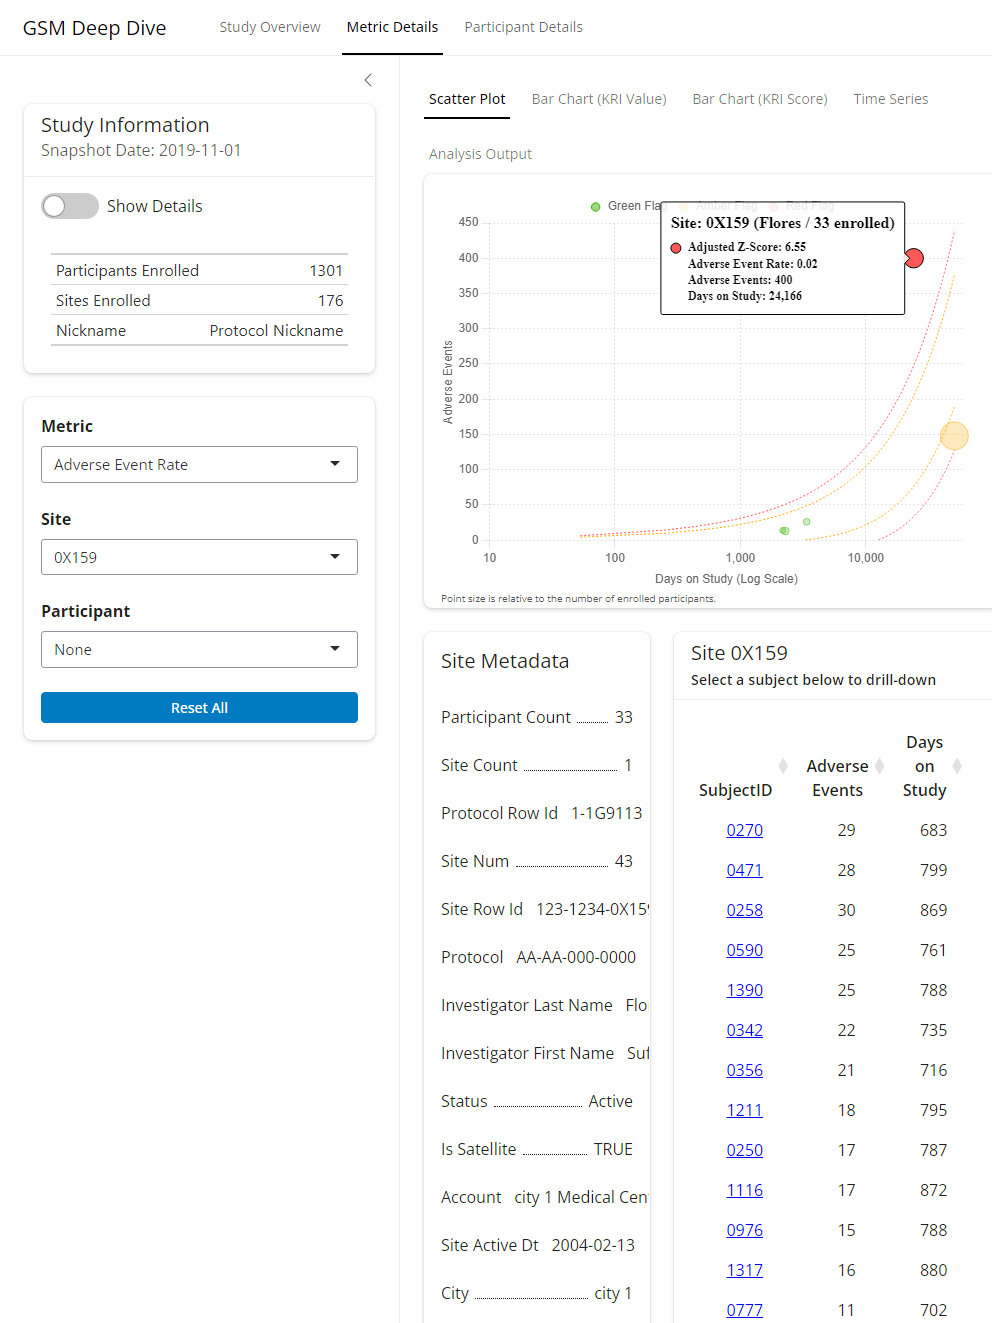 GSM Deep Dive
Study Overview
Metric Details
Participant Details
Study Information
Snapshot Date: 2019-11-01
Show Details
Participants Enrolled 1301
Sites Enrolled 176
Nickname Protocol Nickname
Metric
Adverse Event Rate
Site
0X159
Participant
None
Reset All
Scatter Plot
Bar Chart (KRI Value)
Bar Chart (KRI Score)
Time Series
Analysis Output
Green Flag Amber Flag Red Flag
Site: 0X159 (Flores / 33 enrolled)
Adjusted Z-Score: 6.55
Adverse Event Rate: 0.02
Adverse Events: 400
Days on Study: 24,166
Adverse Events
450
400
350
300
250
200
150
100
50
0
10 100 1,000 10,000
Days on Study (Log Scale)
Point size is relative to the number of enrolled participants.
Site Metadata
Participant Count 33
Site Count 1
Protocol Row Id 1-1G9113
Site Num 43
Site Row Id 123-1234-0X159
Protocol AA-AA-000-0000
Investigator Last Name Flo
Investigator First Name Suf
Status Active
Is Satellite TRUE
Account city 1 Medical Cen
Site Active Dt 2004-02-13
City city 1
Site 0X159
Select a subject below to drill-down
SubjectID
Adverse
Events
Days
on
Study
0270 29 683
0471 28 799
0258 30 869
0590 25 761
1390 25 788
0342 22 735
0356 21 716
1211 18 795
0250 17 787
1116 17 872
0976 15 788
1317 16 880
0777 11 702